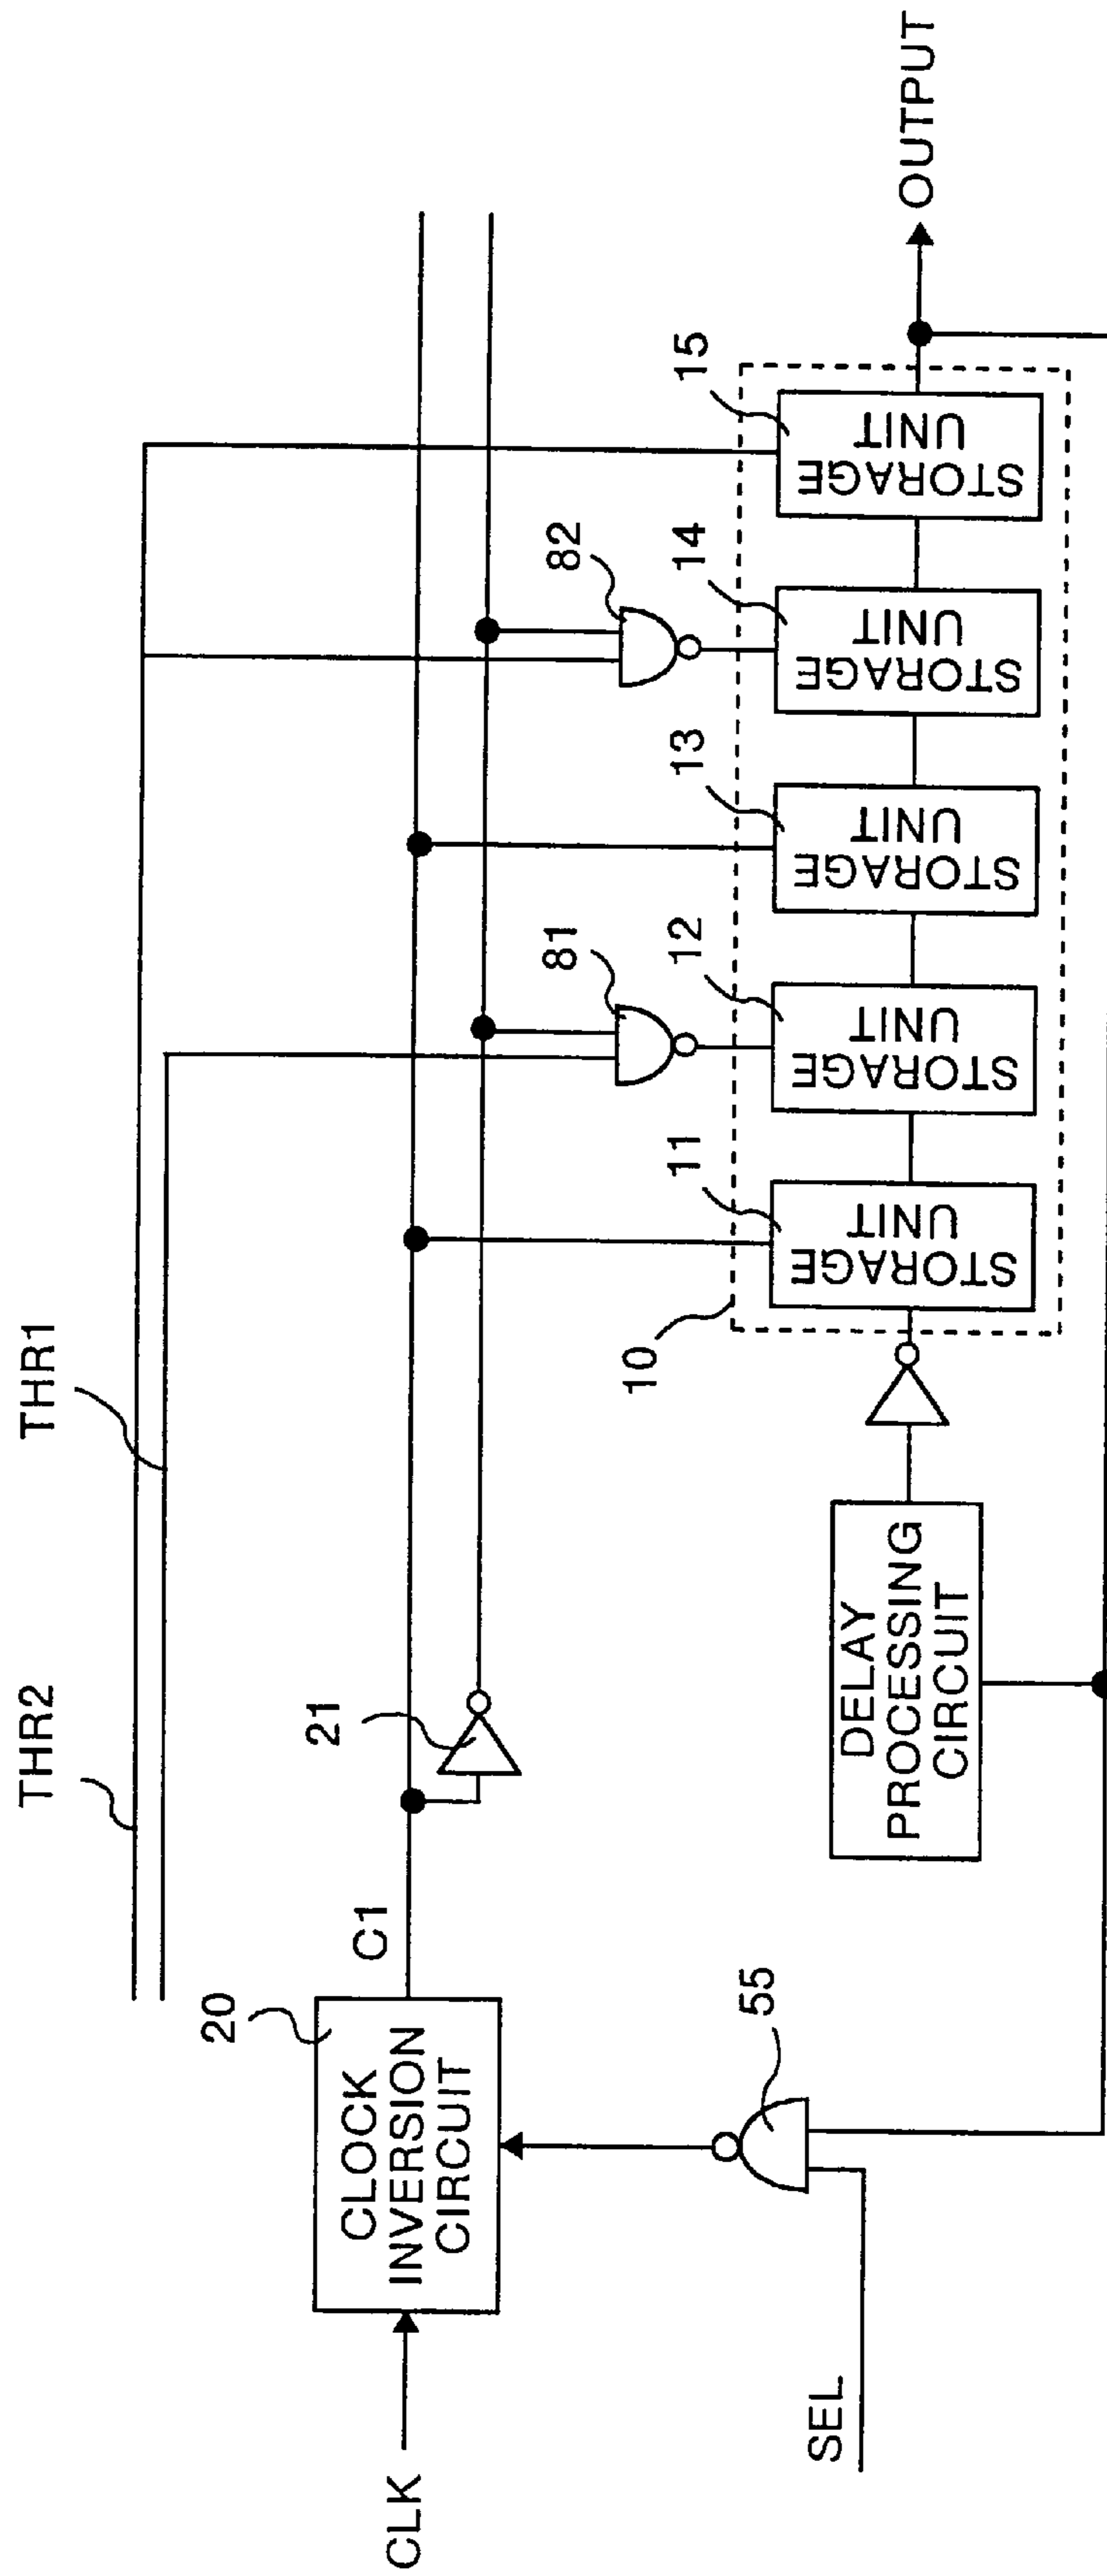 THR2
THR1
20
CLK
CLOCK
INVERSION
CIRCUIT
C1
21
SEL
55
DELAY
PROCESSING
CIRCUIT
10
11
STORAGE
UNIT
81
12
STORAGE
UNIT
13
STORAGE
UNIT
82
14
STORAGE
UNIT
15
STORAGE
UNIT
OUTPUT